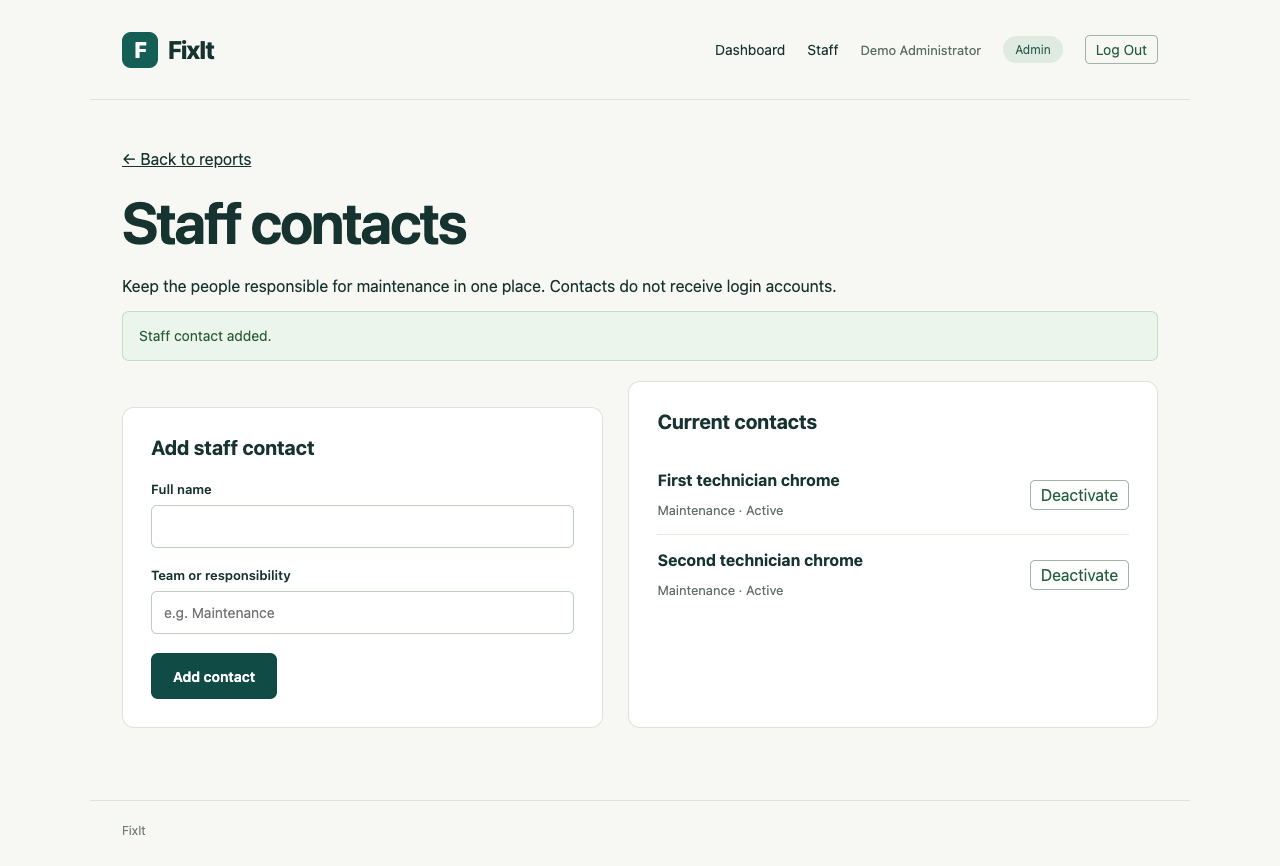 F FixIt
Dashboard Staff Demo Administrator Admin Log Out
← Back to reports
Staff contacts
Keep the people responsible for maintenance in one place. Contacts do not receive login accounts.
Staff contact added.
Add staff contact
Full name
Team or responsibility
e.g. Maintenance
Add contact
Current contacts
First technician chrome
Maintenance · Active
Deactivate
Second technician chrome
Maintenance · Active
Deactivate
FixIt